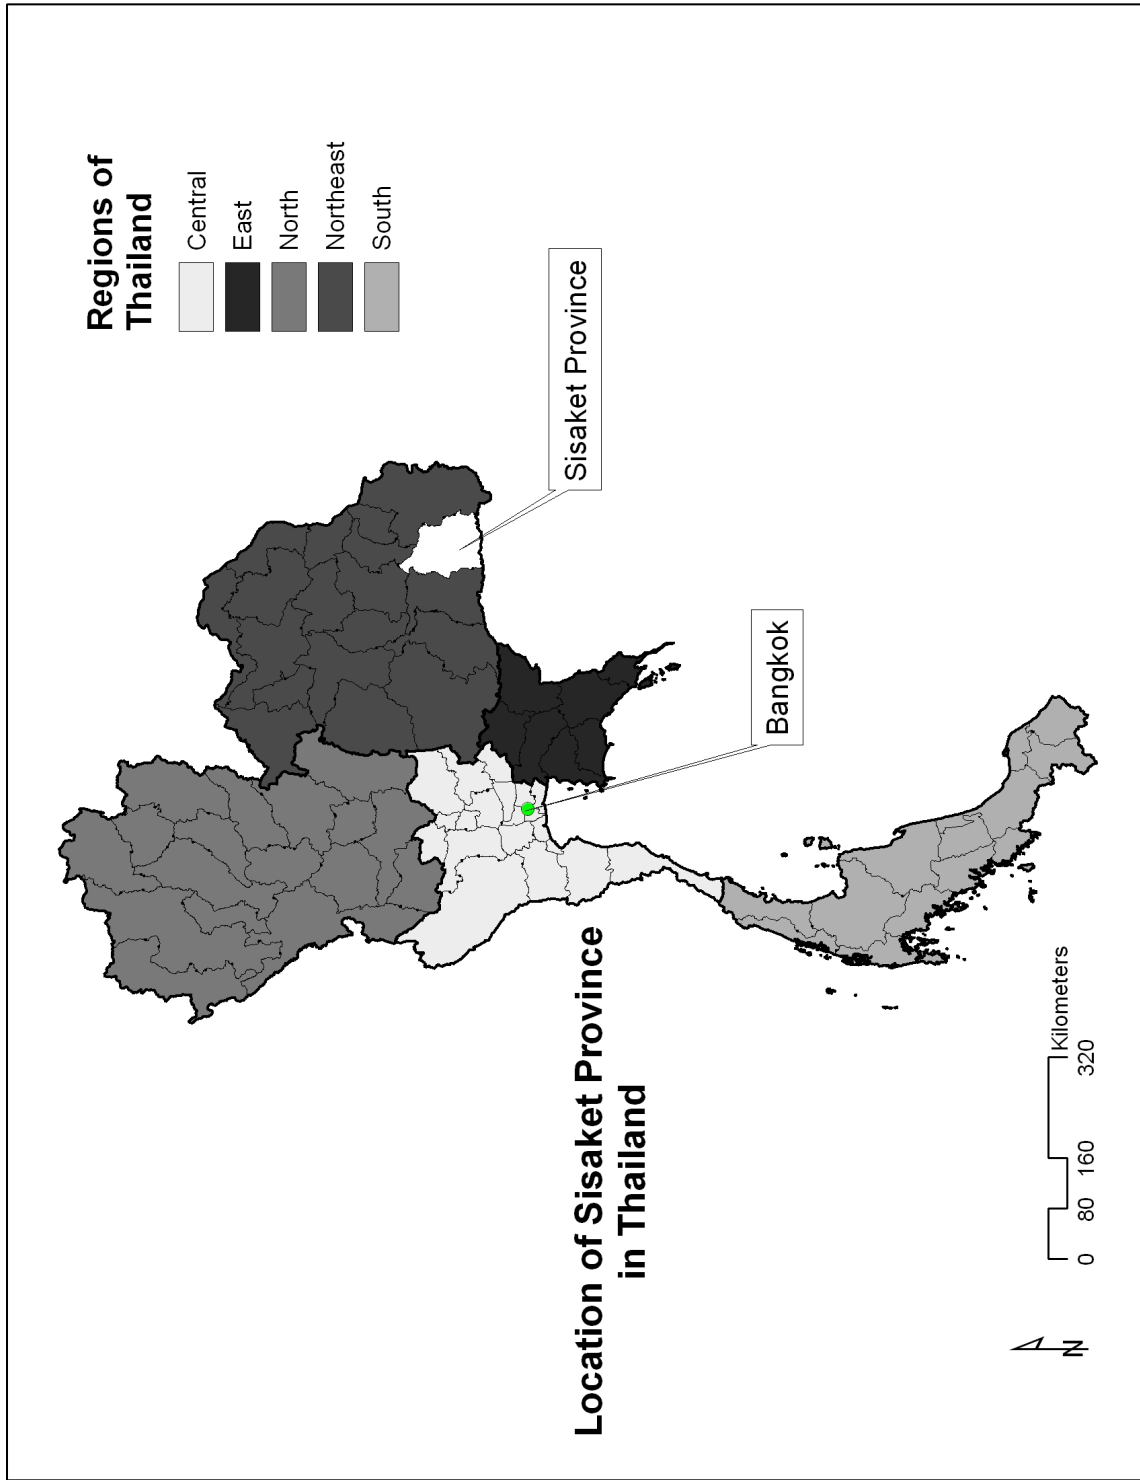 Regions of
Thailand
Central
East
North
Northeast
South
Sisaket Province
Bangkok
Location of Sisaket Province
in Thailand
0 80 160 320
Kilometers
N